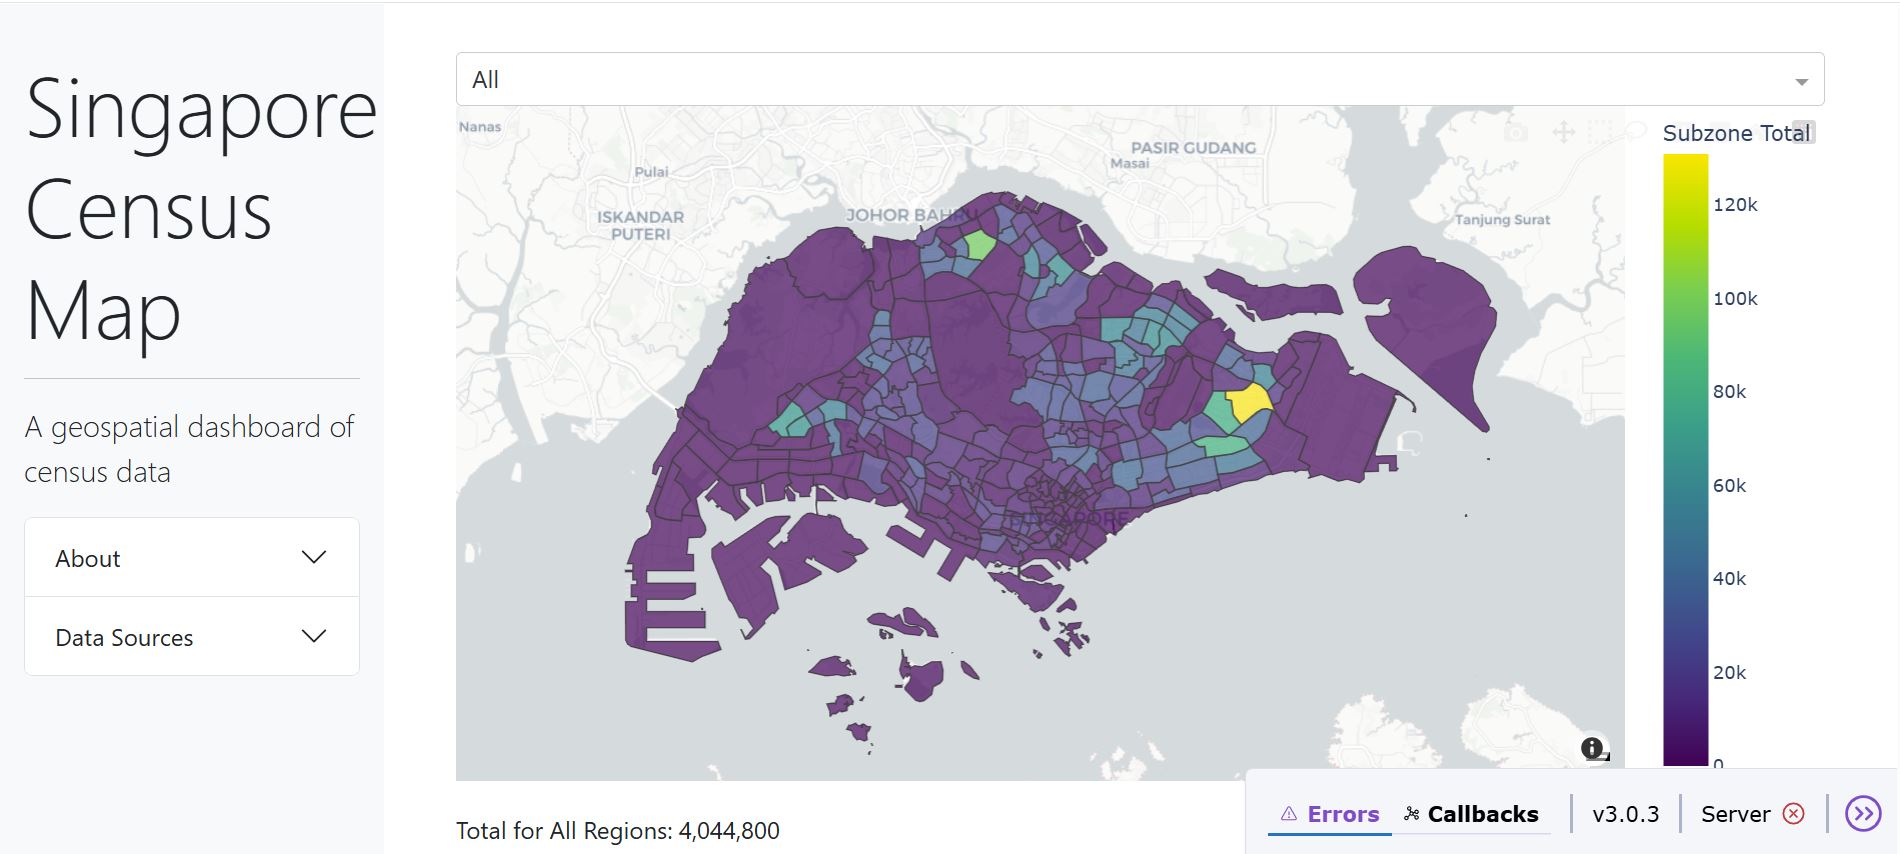 Singapore
Census
Map
A geospatial dashboard of
census data
About
Data Sources
All
Nanas
Pulai
ISKANDAR
PUTERI
JOHOR BAHRU
PASIR GUDANG
Masai
Tanjung Surat
SINGAPORE
Subzone Total
120k
100k
80k
60k
40k
20k
0
Total for All Regions: 4,044,800
Errors Callbacks v3.0.3 Server